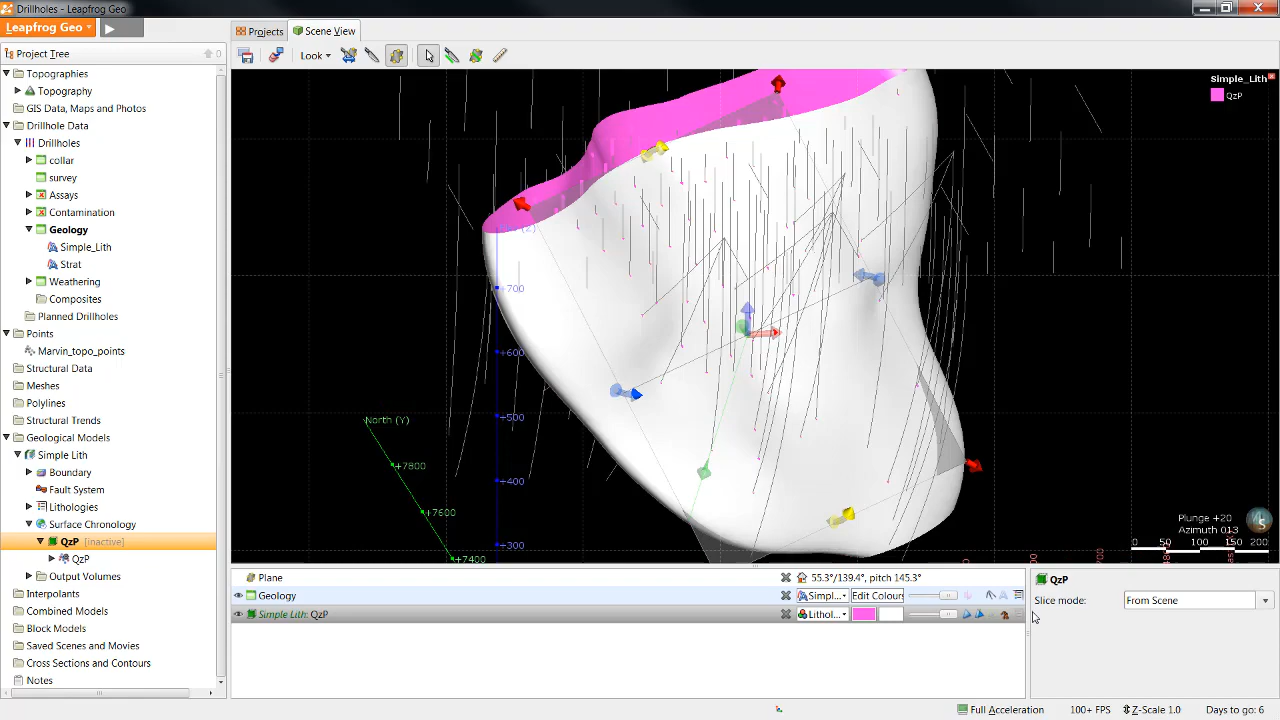 Drillholes - Leapfrog Geo
Leapfrog Geo
Projects
Scene View
Project Tree
0
Look
Topographies
Topography
GIS Data, Maps and Photos
Drillhole Data
Drillholes
collar
survey
Assays
Contamination
Geology
Simple_Lith
Strat
Weathering
Composites
Planned Drillholes
Points
Marvin_topo_points
Structural Data
Meshes
Polylines
Structural Trends
Geological Models
Simple Lith
Boundary
Fault System
Lithologies
Surface Chronology
QzP [inactive]
QzP
Output Volumes
Interpolants
Combined Models
Block Models
Saved Scenes and Movies
Cross Sections and Contours
Notes
Simple_Lith
QzP
+700
+600
+500
+400
+300
North (Y)
+7800
+7600
+7400
Plunge +20
Azimuth 013
0 50 100 150 200
Plane
55.3°/139.4°, pitch 145.3°
Geology
Simpl...
Edit Colours
Simple Lith: QzP
Lithol...
QzP
Slice mode:
From Scene
Full Acceleration
100+ FPS
Z-Scale 1.0
Days to go: 6